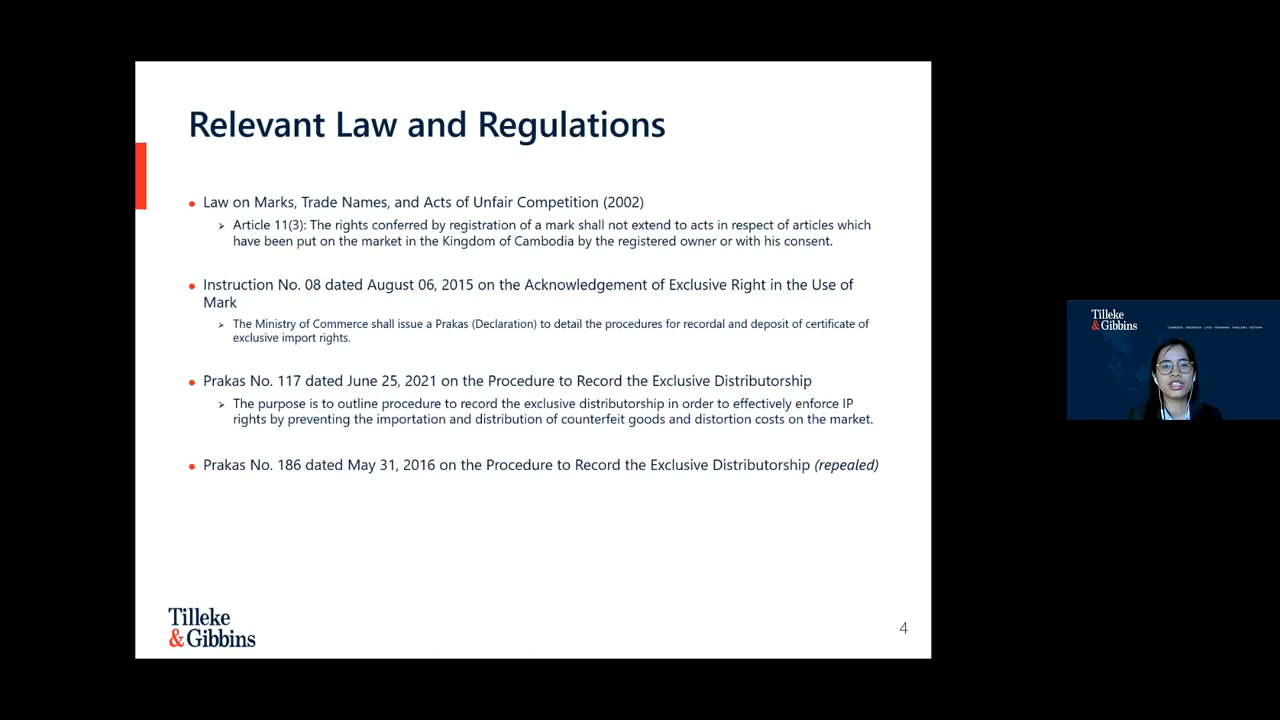 Relevant Law and Regulations
Law on Marks, Trade Names, and Acts of Unfair Competition (2002)
Article 11(3): The rights conferred by registration of a mark shall not extend to acts in respect of articles which
have been put on the market in the Kingdom of Cambodia by the registered owner or with his consent.
Instruction No. 08 dated August 06, 2015 on the Acknowledgement of Exclusive Right in the Use of
Mark
The Ministry of Commerce shall issue a Prakas (Declaration) to detail the procedures for recordal and deposit of certificate of
exclusive import rights.
Prakas No. 117 dated June 25, 2021 on the Procedure to Record the Exclusive Distributorship
The purpose is to outline procedure to record the exclusive distributorship in order to effectively enforce IP
rights by preventing the importation and distribution of counterfeit goods and distortion costs on the market.
Prakas No. 186 dated May 31, 2016 on the Procedure to Record the Exclusive Distributorship (repealed)
Tilleke
& Gibbins
4
Tilleke
& Gibbins
CAMBODIA · INDONESIA · LAOS · MYANMAR · THAILAND · VIETNAM